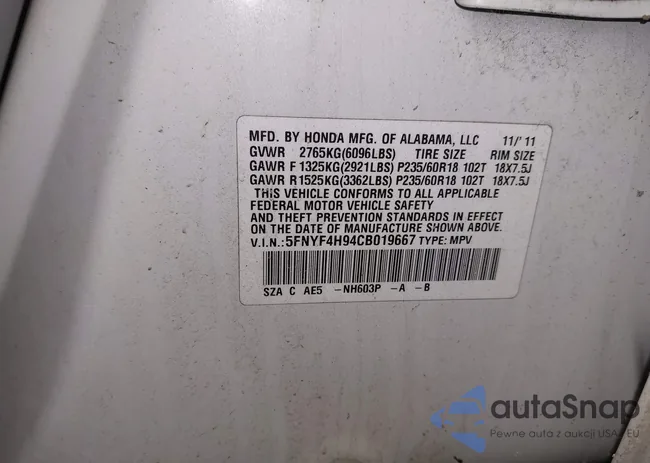 MFD. BY HONDA MFG. OF ALABAMA, LLC 11/'11
GVWR 2765KG(6096LBS) TIRE SIZE RIM SIZE
GAWR F 1325KG(2921LBS) P235/60R18 102T 18X7.5J
GAWR R 1525KG(3362LBS) P235/60R18 102T 18X7.5J
THIS VEHICLE CONFORMS TO ALL APPLICABLE
FEDERAL MOTOR VEHICLE SAFETY
AND THEFT PREVENTION STANDARDS IN EFFECT
ON THE DATE OF MANUFACTURE SHOWN ABOVE.
V.I.N.:5FNYF4H94CB019667 TYPE: MPV
SZA C AE5 -NH603P -A -B
autaSnap
Pewne auta z aukcji USA i EU